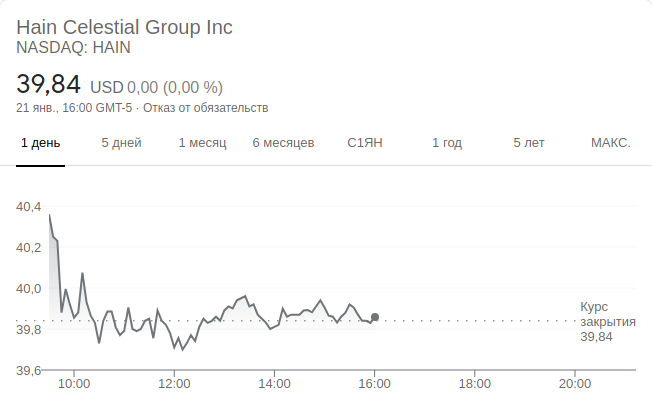 Hain Celestial Group Inc
NASDAQ: HAIN
39,84 USD 0,00 (0,00 %)
21 янв., 16:00 GMT-5 · Отказ от обязательств
1 день 5 дней 1 месяц 6 месяцев С1ЯН 1 год 5 лет МАКС.
40,4
40,2
40,0
39,8
39,6
Курс
закрытия
39,84
10:00 12:00 14:00 16:00 18:00 20:00